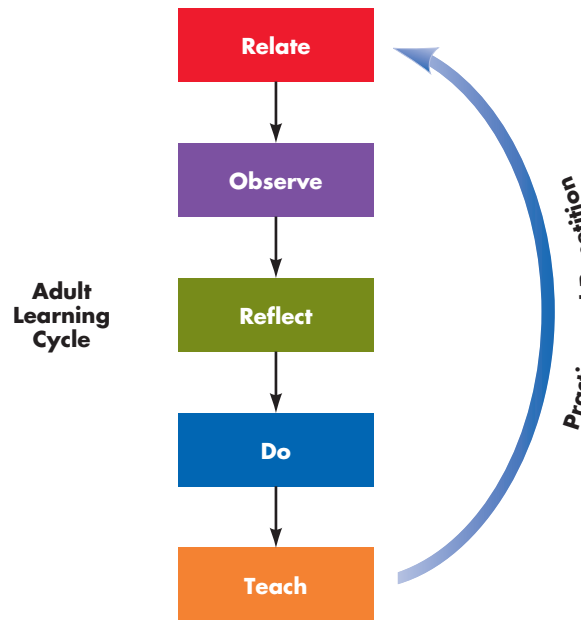 Relate
Observe
Adult
Learning
Cycle
Reflect
Do
Teach